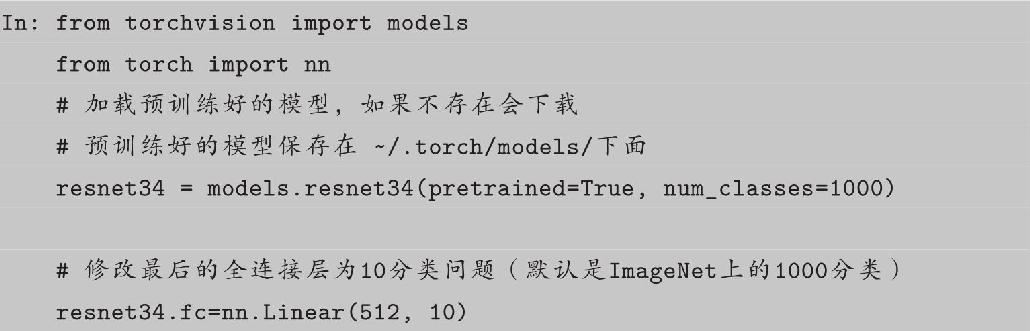 In: from torchvision import models
from torch import nn
# 加载预训练好的模型，如果不存在会下载
# 预训练好的模型保存在 ~/.torch/models/下面
resnet34 = models.resnet34(pretrained=True, num_classes=1000)
# 修改最后的全连接层为10分类问题（默认是ImageNet上的1000分类）
resnet34.fc=nn.Linear(512, 10)